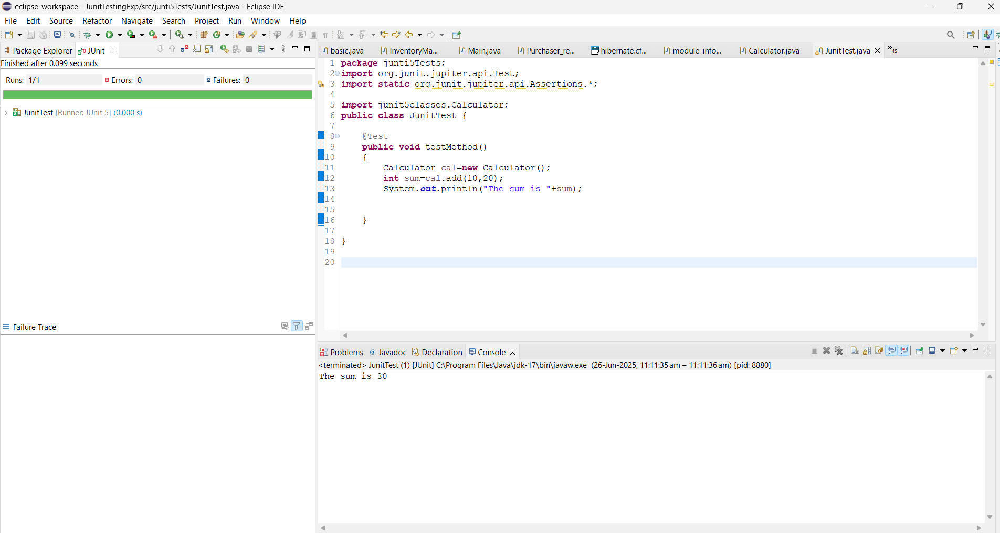 eclipse-workspace - JunitTestingExp/src/junti5Tests/JunitTest.java - Eclipse IDE
File Edit Source Refactor Navigate Search Project Run Window Help
Package Explorer JUnit
Finished after 0.099 seconds
Runs: 1/1 Errors: 0 Failures: 0
JunitTest [Runner: JUnit 5] (0.000 s)
Failure Trace
basic.java InventoryMa... Main.java Purchaser_re... hibernate.cf... module-info... Calculator.java JunitTest.java »45
1 package junti5Tests;
2 import org.junit.jupiter.api.Test;
3 import static org.junit.jupiter.api.Assertions.*;
4
5 import junit5classes.Calculator;
6 public class JunitTest {
7
8 @Test
9 public void testMethod()
10 {
11 Calculator cal=new Calculator();
12 int sum=cal.add(10,20);
13 System.out.println("The sum is "+sum);
14
15
16 }
17
18 }
19
20
Problems Javadoc Declaration Console
<terminated> JunitTest (1) [JUnit] C:\Program Files\Java\jdk-17\bin\javaw.exe (26-Jun-2025, 11:11:35 am – 11:11:36 am) [pid: 8880]
The sum is 30